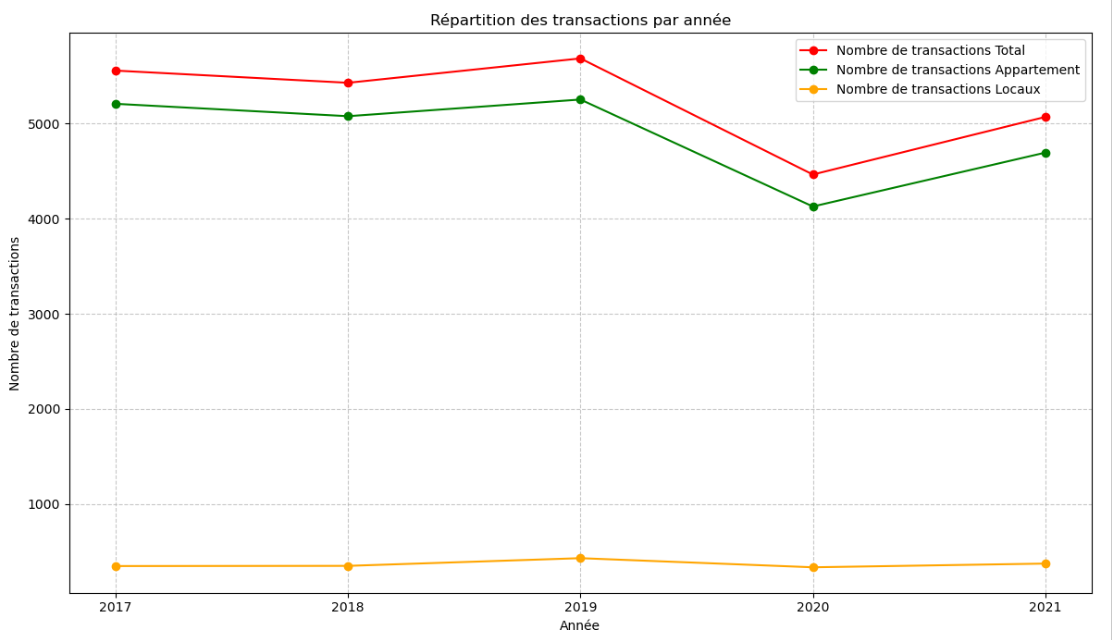 Répartition des transactions par année
Nombre de transactions Total
Nombre de transactions Appartement
Nombre de transactions Locaux
Nombre de transactions
5000
4000
3000
2000
1000
2017 2018 2019 2020 2021
Année